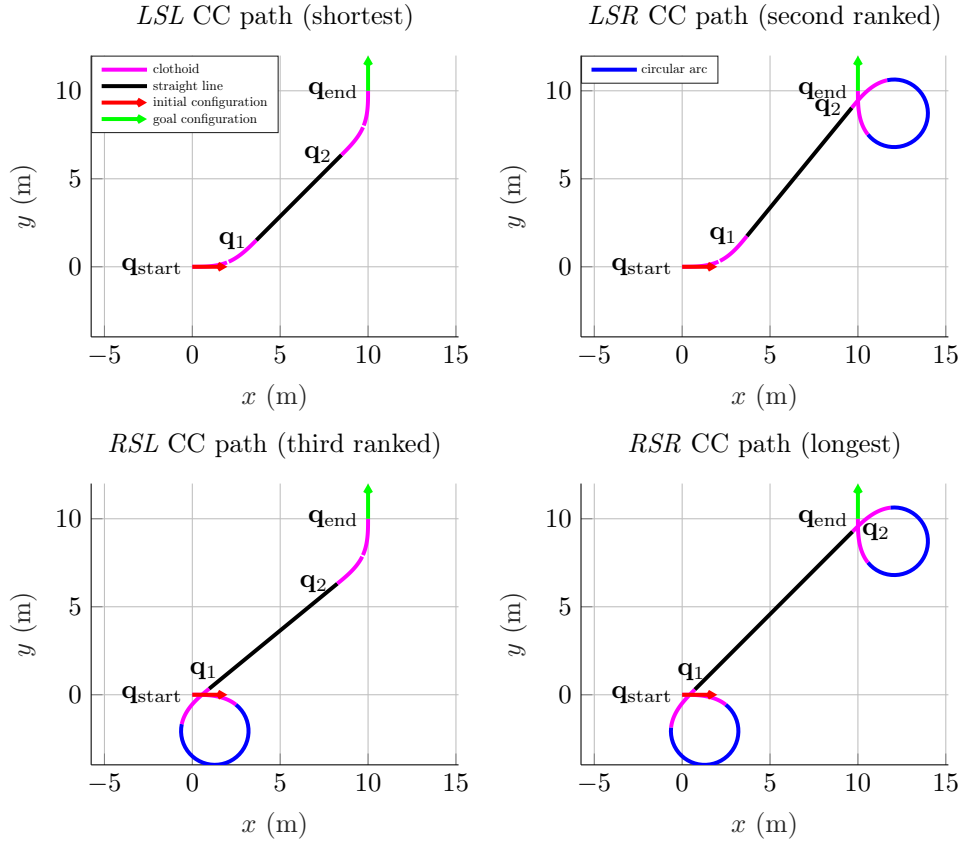 LSL CC path (shortest)
LSR CC path (second ranked)
clothoid
straight line
initial configuration
goal configuration
circular arc
10
5
0
y (m)
−5
0
5
10
15
x (m)
q_start
q_1
q_2
q_end
10
5
0
y (m)
−5
0
5
10
15
x (m)
q_start
q_1
q_2
q_end
RSL CC path (third ranked)
RSR CC path (longest)
10
5
0
y (m)
−5
0
5
10
15
x (m)
q_start
q_1
q_2
q_end
10
5
0
y (m)
−5
0
5
10
15
x (m)
q_start
q_1
q_2
q_end